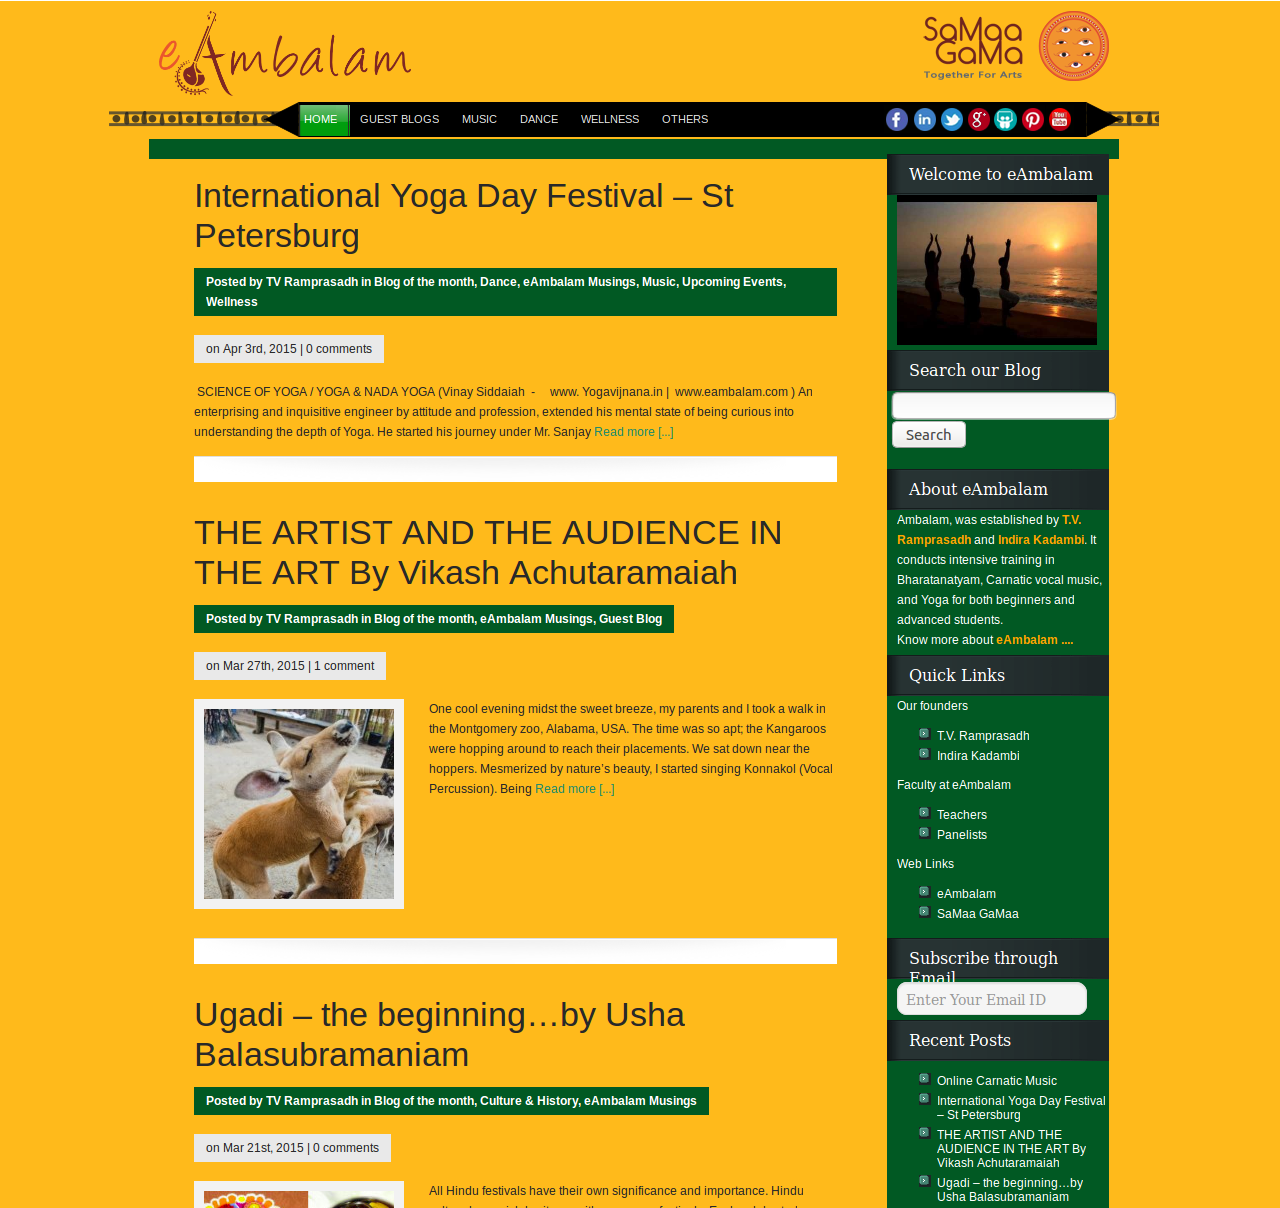 eAmbalam
SaMaa
GaMa
Together For Arts
HOME GUEST BLOGS MUSIC DANCE WELLNESS OTHERS
International Yoga Day Festival – St
Petersburg
Posted by TV Ramprasadh in Blog of the month, Dance, eAmbalam Musings, Music, Upcoming Events,
Wellness
on Apr 3rd, 2015 | 0 comments
SCIENCE OF YOGA / YOGA & NADA YOGA (Vinay Siddaiah - www. Yogavijnana.in | www.eambalam.com ) An
enterprising and inquisitive engineer by attitude and profession, extended his mental state of being curious into
understanding the depth of Yoga. He started his journey under Mr. Sanjay Read more [...]
THE ARTIST AND THE AUDIENCE IN
THE ART By Vikash Achutaramaiah
Posted by TV Ramprasadh in Blog of the month, eAmbalam Musings, Guest Blog
on Mar 27th, 2015 | 1 comment
One cool evening midst the sweet breeze, my parents and I took a walk in
the Montgomery zoo, Alabama, USA. The time was so apt; the Kangaroos
were hopping around to reach their placements. We sat down near the
hoppers. Mesmerized by nature's beauty, I started singing Konnakol (Vocal
Percussion). Being Read more [...]
Ugadi – the beginning…by Usha
Balasubramaniam
Posted by TV Ramprasadh in Blog of the month, Culture & History, eAmbalam Musings
on Mar 21st, 2015 | 0 comments
All Hindu festivals have their own significance and importance. Hindu
Welcome to eAmbalam
Search our Blog
Search
About eAmbalam
Ambalam, was established by T.V.
Ramprasadh and Indira Kadambi. It
conducts intensive training in
Bharatanatyam, Carnatic vocal music,
and Yoga for both beginners and
advanced students.
Know more about eAmbalam ....
Quick Links
Our founders
T.V. Ramprasadh
Indira Kadambi
Faculty at eAmbalam
Teachers
Panelists
Web Links
eAmbalam
SaMaa GaMaa
Subscribe through
Email
Enter Your Email ID
Recent Posts
Online Carnatic Music
International Yoga Day Festival
– St Petersburg
THE ARTIST AND THE
AUDIENCE IN THE ART By
Vikash Achutaramaiah
Ugadi – the beginning…by
Usha Balasubramaniam